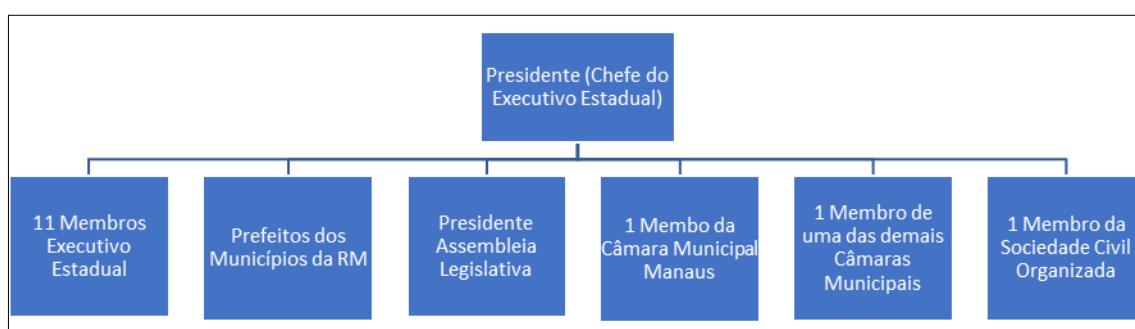 Presidente (Chefe do
Executivo Estadual)
11 Membros
Executivo
Estadual
Prefeitos dos
Municípios da RM
Presidente
Assembleia
Legislativa
1 Membo da
Câmara Municipal
Manaus
1 Membro de
uma das demais
Câmaras
Municipais
1 Membro da
Sociedade Civil
Organizada